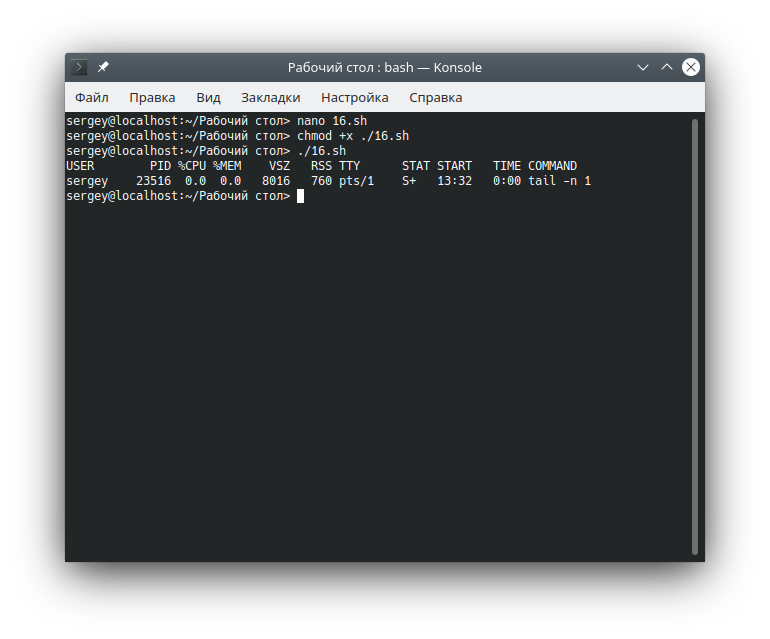 Рабочий стол : bash — Konsole
Файл Правка Вид Закладки Настройка Справка
sergey@localhost:~/Рабочий стол> nano 16.sh
sergey@localhost:~/Рабочий стол> chmod +x ./16.sh
sergey@localhost:~/Рабочий стол> ./16.sh
USER        PID %CPU %MEM    VSZ   RSS TTY      STAT START   TIME COMMAND
sergey    23516  0.0  0.0   8016   760 pts/1    S+   13:32   0:00 tail -n 1
sergey@localhost:~/Рабочий стол>